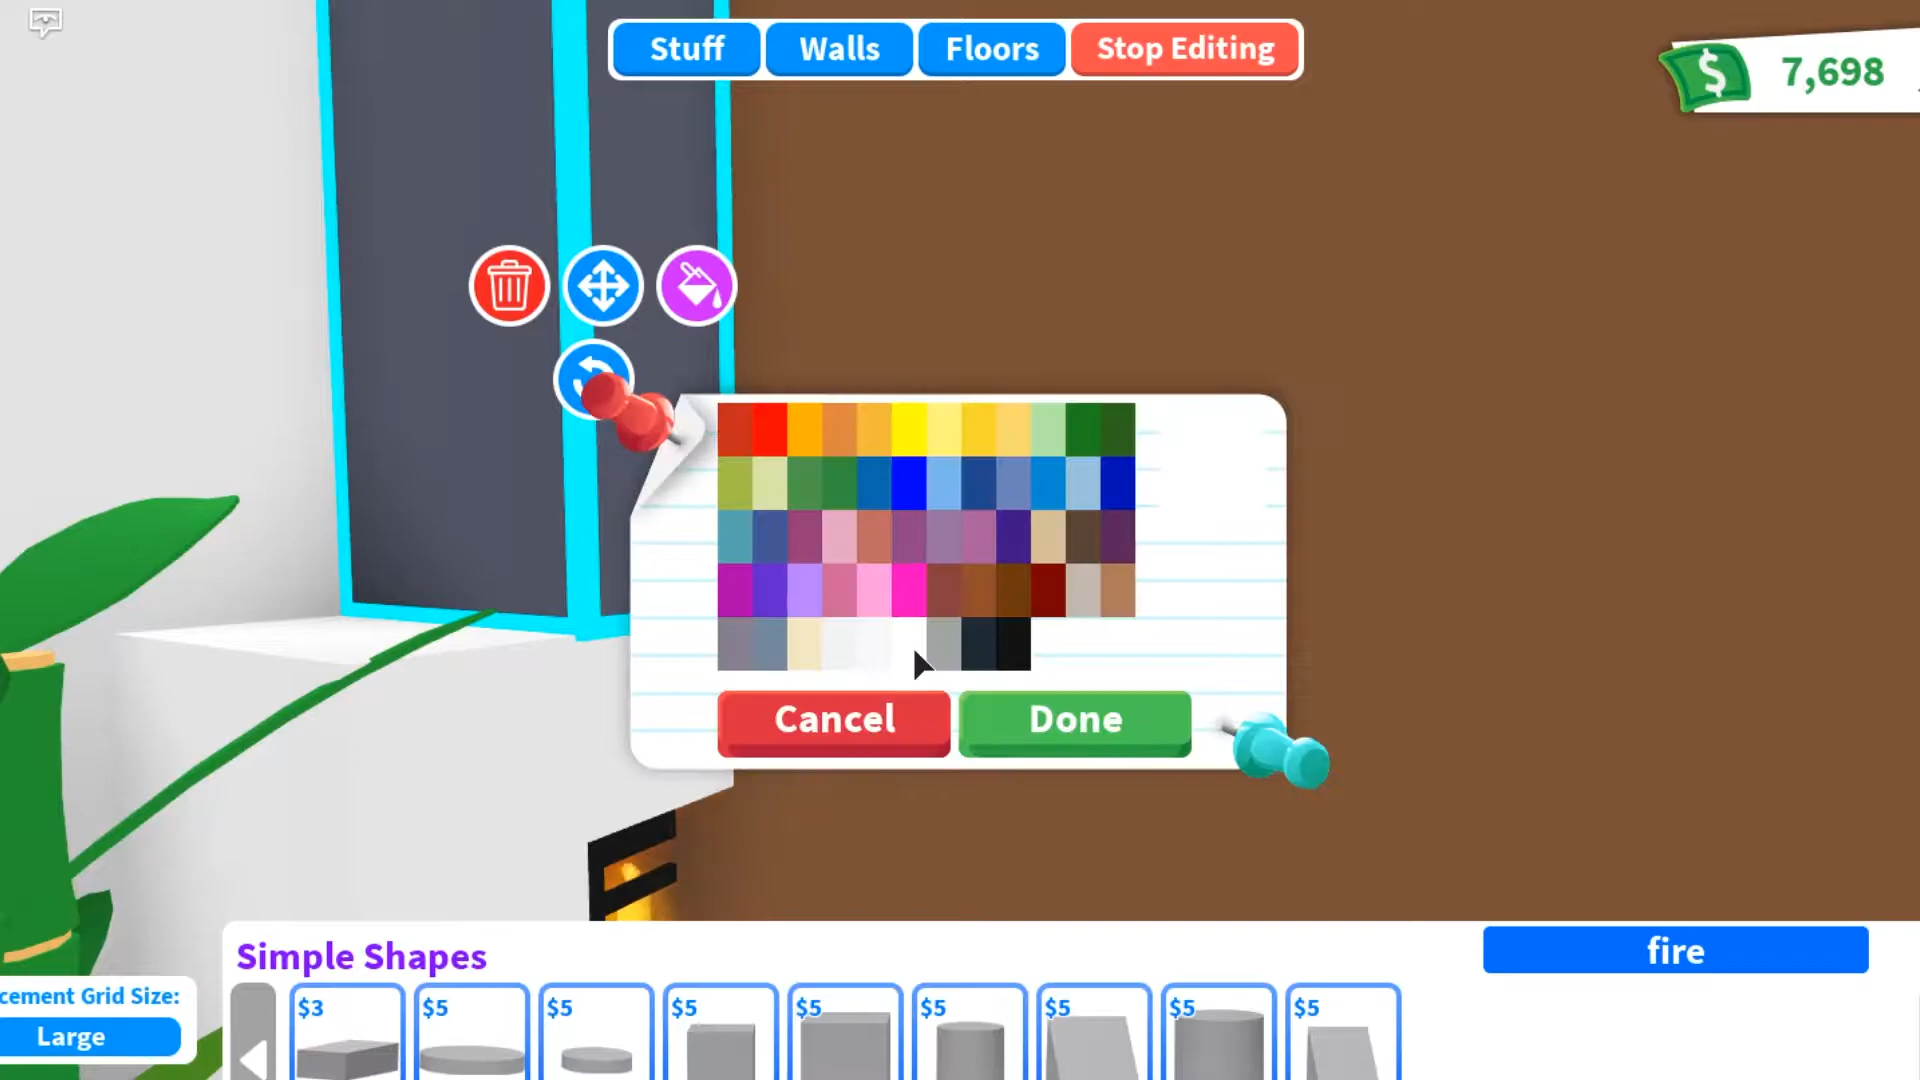 Stuff
Walls
Floors
Stop Editing
7,698
Cancel
Done
Simple Shapes
fire
cement Grid Size:
Large
$3
$5
$5
$5
$5
$5
$5
$5
$5